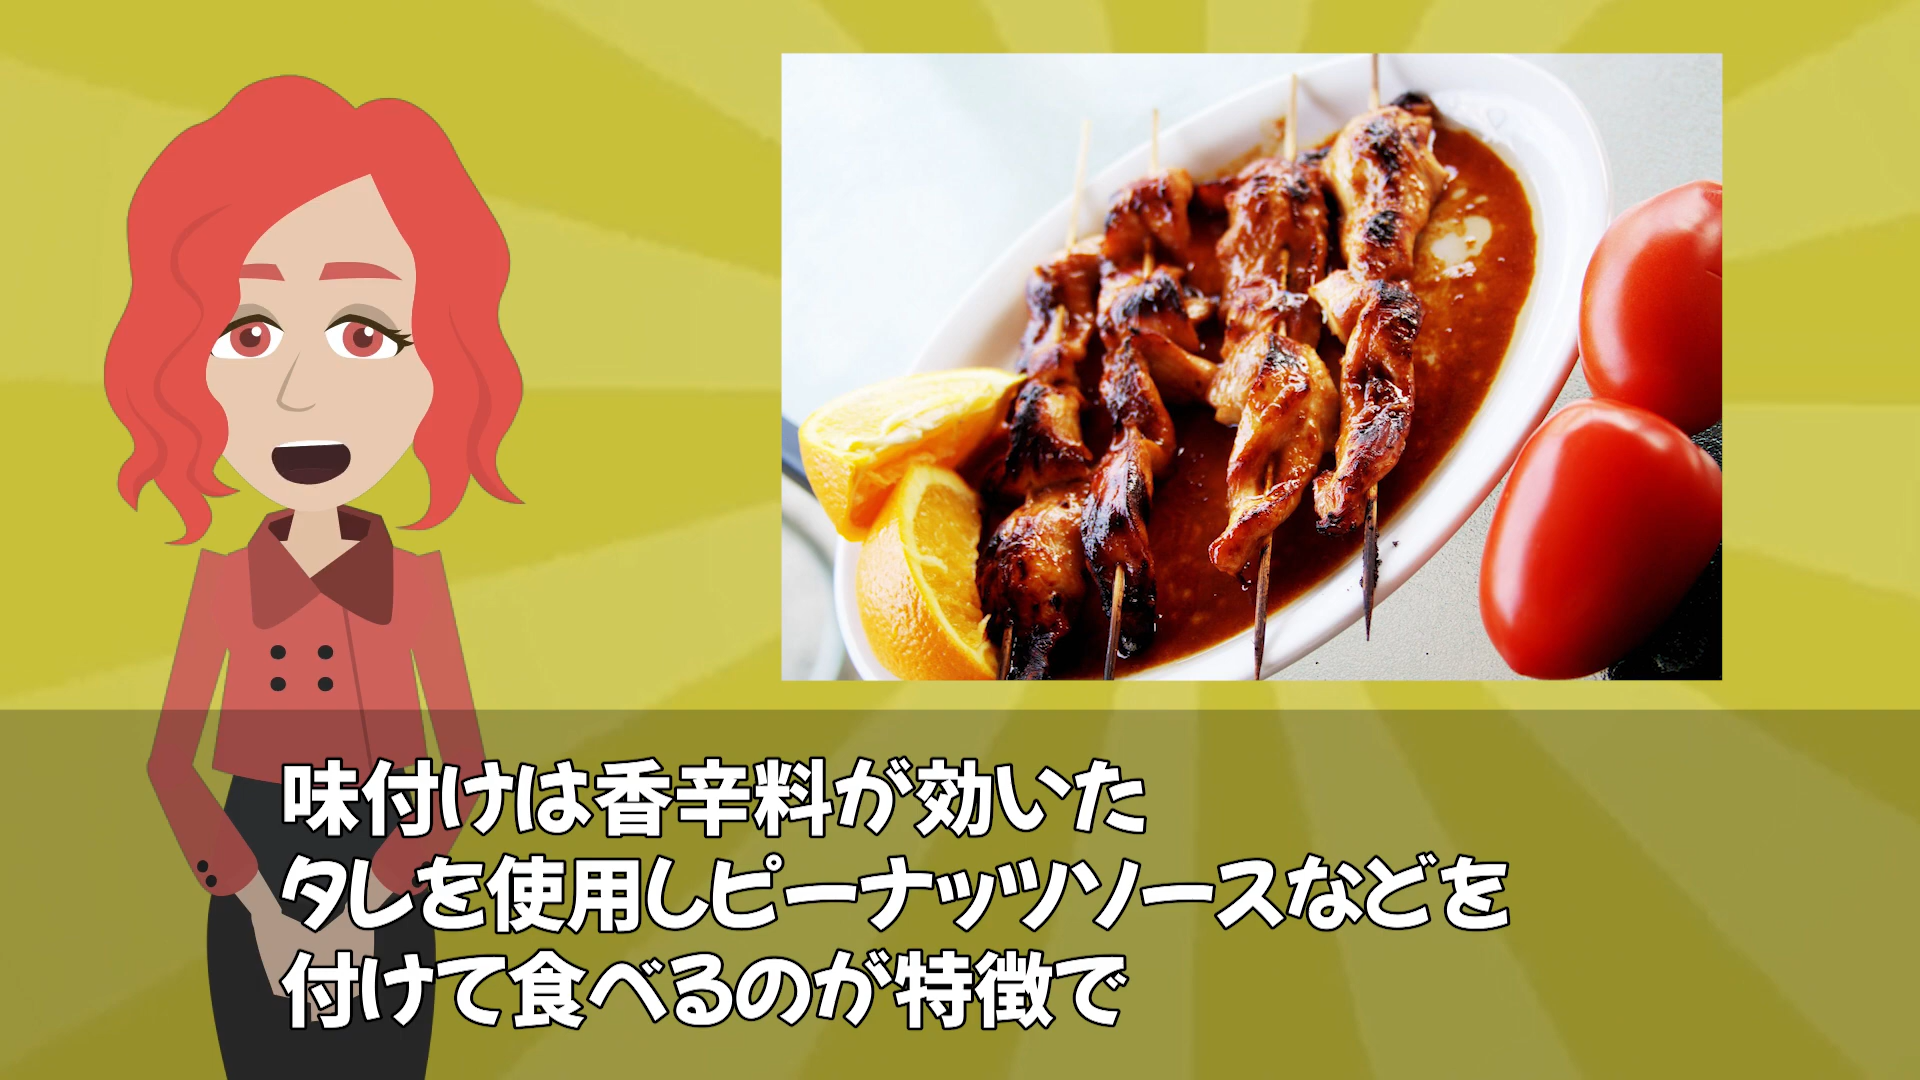 味付けは香辛料が効いた
タレを使用しピーナッツソースなどを
付けて食べるのが特徴で